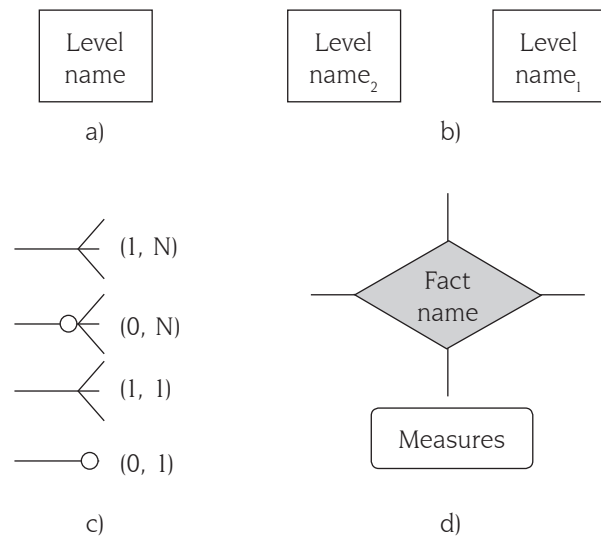 Level
name
a)
Level
name₂
Level
name₁
b)
(1, N)
(0, N)
(1, 1)
(0, 1)
c)
Fact
name
Measures
d)